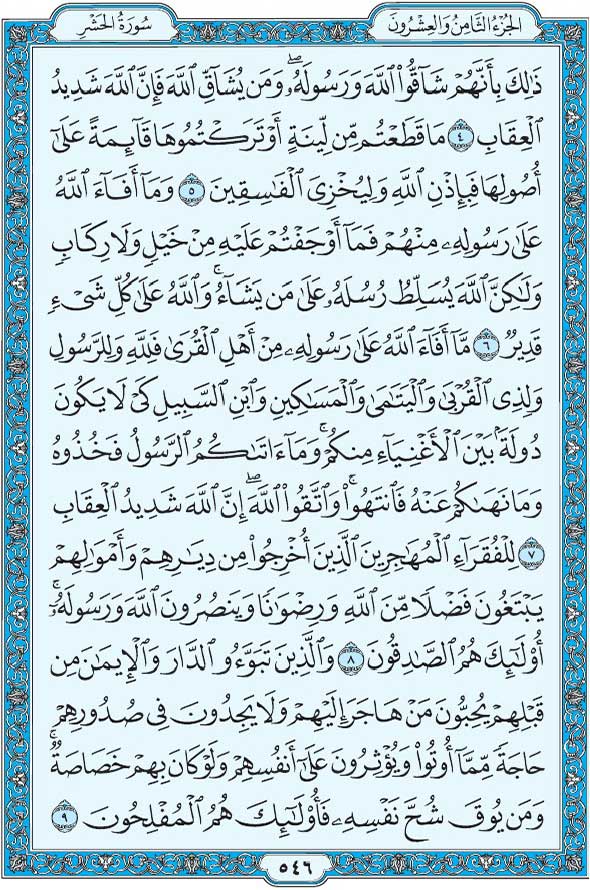 الجُزْءُ الثَّامِنُ وَالعِشْرُونَ
سُورَةُ الحَشْرِ
ذَٰلِكَ بِأَنَّهُمْ شَآقُّوا۟ ٱللَّهَ وَرَسُولَهُۥ ۖ وَمَن يُشَآقِّ ٱللَّهَ فَإِنَّ ٱللَّهَ شَدِيدُ
ٱلْعِقَابِ ٤ مَا قَطَعْتُم مِّن لِّينَةٍ أَوْ تَرَكْتُمُوهَا قَآئِمَةً عَلَىٰٓ
أُصُولِهَا فَبِإِذْنِ ٱللَّهِ وَلِيُخْزِىَ ٱلْفَـٰسِقِينَ ٥ وَمَآ أَفَآءَ ٱللَّهُ
عَلَىٰ رَسُولِهِۦ مِنْهُمْ فَمَآ أَوْجَفْتُمْ عَلَيْهِ مِنْ خَيْلٍ وَلَا رِكَابٍ
وَلَـٰكِنَّ ٱللَّهَ يُسَلِّطُ رُسُلَهُۥ عَلَىٰ مَن يَشَآءُ ۚ وَٱللَّهُ عَلَىٰ كُلِّ شَىْءٍ
قَدِيرٌ ٦ مَّآ أَفَآءَ ٱللَّهُ عَلَىٰ رَسُولِهِۦ مِنْ أَهْلِ ٱلْقُرَىٰ فَلِلَّهِ وَلِلرَّسُولِ
وَلِذِى ٱلْقُرْبَىٰ وَٱلْيَتَـٰمَىٰ وَٱلْمَسَـٰكِينِ وَٱبْنِ ٱلسَّبِيلِ كَىْ لَا يَكُونَ
دُولَةًۢ بَيْنَ ٱلْأَغْنِيَآءِ مِنكُمْ ۚ وَمَآ ءَاتَىٰكُمُ ٱلرَّسُولُ فَخُذُوهُ
وَمَا نَهَىٰكُمْ عَنْهُ فَٱنتَهُوا۟ ۚ وَٱتَّقُوا۟ ٱللَّهَ ۖ إِنَّ ٱللَّهَ شَدِيدُ ٱلْعِقَابِ
٧ لِلْفُقَرَآءِ ٱلْمُهَـٰجِرِينَ ٱلَّذِينَ أُخْرِجُوا۟ مِن دِيَـٰرِهِمْ وَأَمْوَٰلِهِمْ
يَبْتَغُونَ فَضْلًا مِّنَ ٱللَّهِ وَرِضْوَٰنًا وَيَنصُرُونَ ٱللَّهَ وَرَسُولَهُۥٓ ۚ
أُو۟لَـٰٓئِكَ هُمُ ٱلصَّـٰدِقُونَ ٨ وَٱلَّذِينَ تَبَوَّءُو ٱلدَّارَ وَٱلْإِيمَـٰنَ مِن
قَبْلِهِمْ يُحِبُّونَ مَنْ هَاجَرَ إِلَيْهِمْ وَلَا يَجِدُونَ فِى صُدُورِهِمْ
حَاجَةً مِّمَّآ أُوتُوا۟ وَيُؤْثِرُونَ عَلَىٰٓ أَنفُسِهِمْ وَلَوْ كَانَ بِهِمْ خَصَاصَةٌ ۚ
وَمَن يُوقَ شُحَّ نَفْسِهِۦ فَأُو۟لَـٰٓئِكَ هُمُ ٱلْمُفْلِحُونَ ٩
٥٤٦